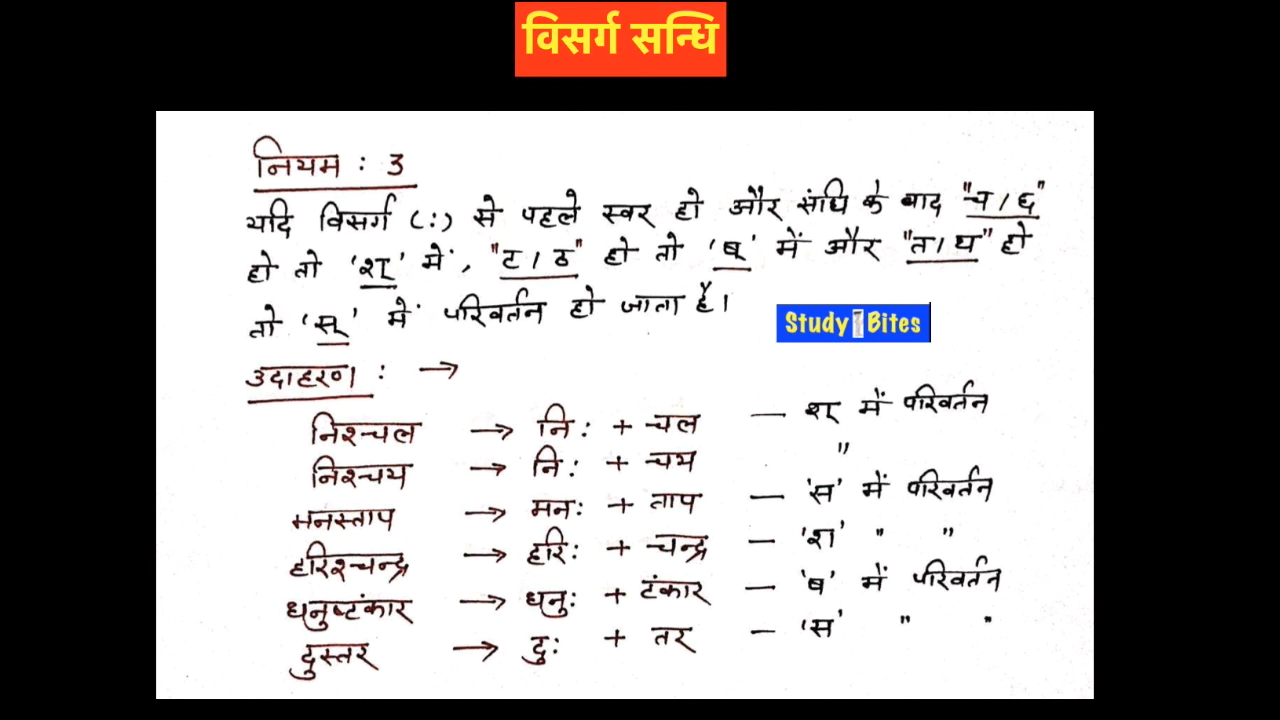 विसर्ग सन्धि
नियम : 3
यदि विसर्ग (:) से पहले स्वर हो और संधि के बाद "च / छ"
हो तो 'श्' में, "ट / ठ" हो तो 'ष्' में और "त / थ" हो
तो 'स्' में परिवर्तन हो जाता है।
Study Bites
उदाहरण : →
निश्चल → नि: + चल — श् में परिवर्तन
निश्चय → नि: + चय "
मनस्ताप → मन: + ताप — 'स' में परिवर्तन
हरिश्चन्द्र → हरि: + चन्द्र — 'श' " "
धनुष्टंकार → धनु: + टंकार — 'ष' में परिवर्तन
दुस्तर → दु: + तर — 'स' " "